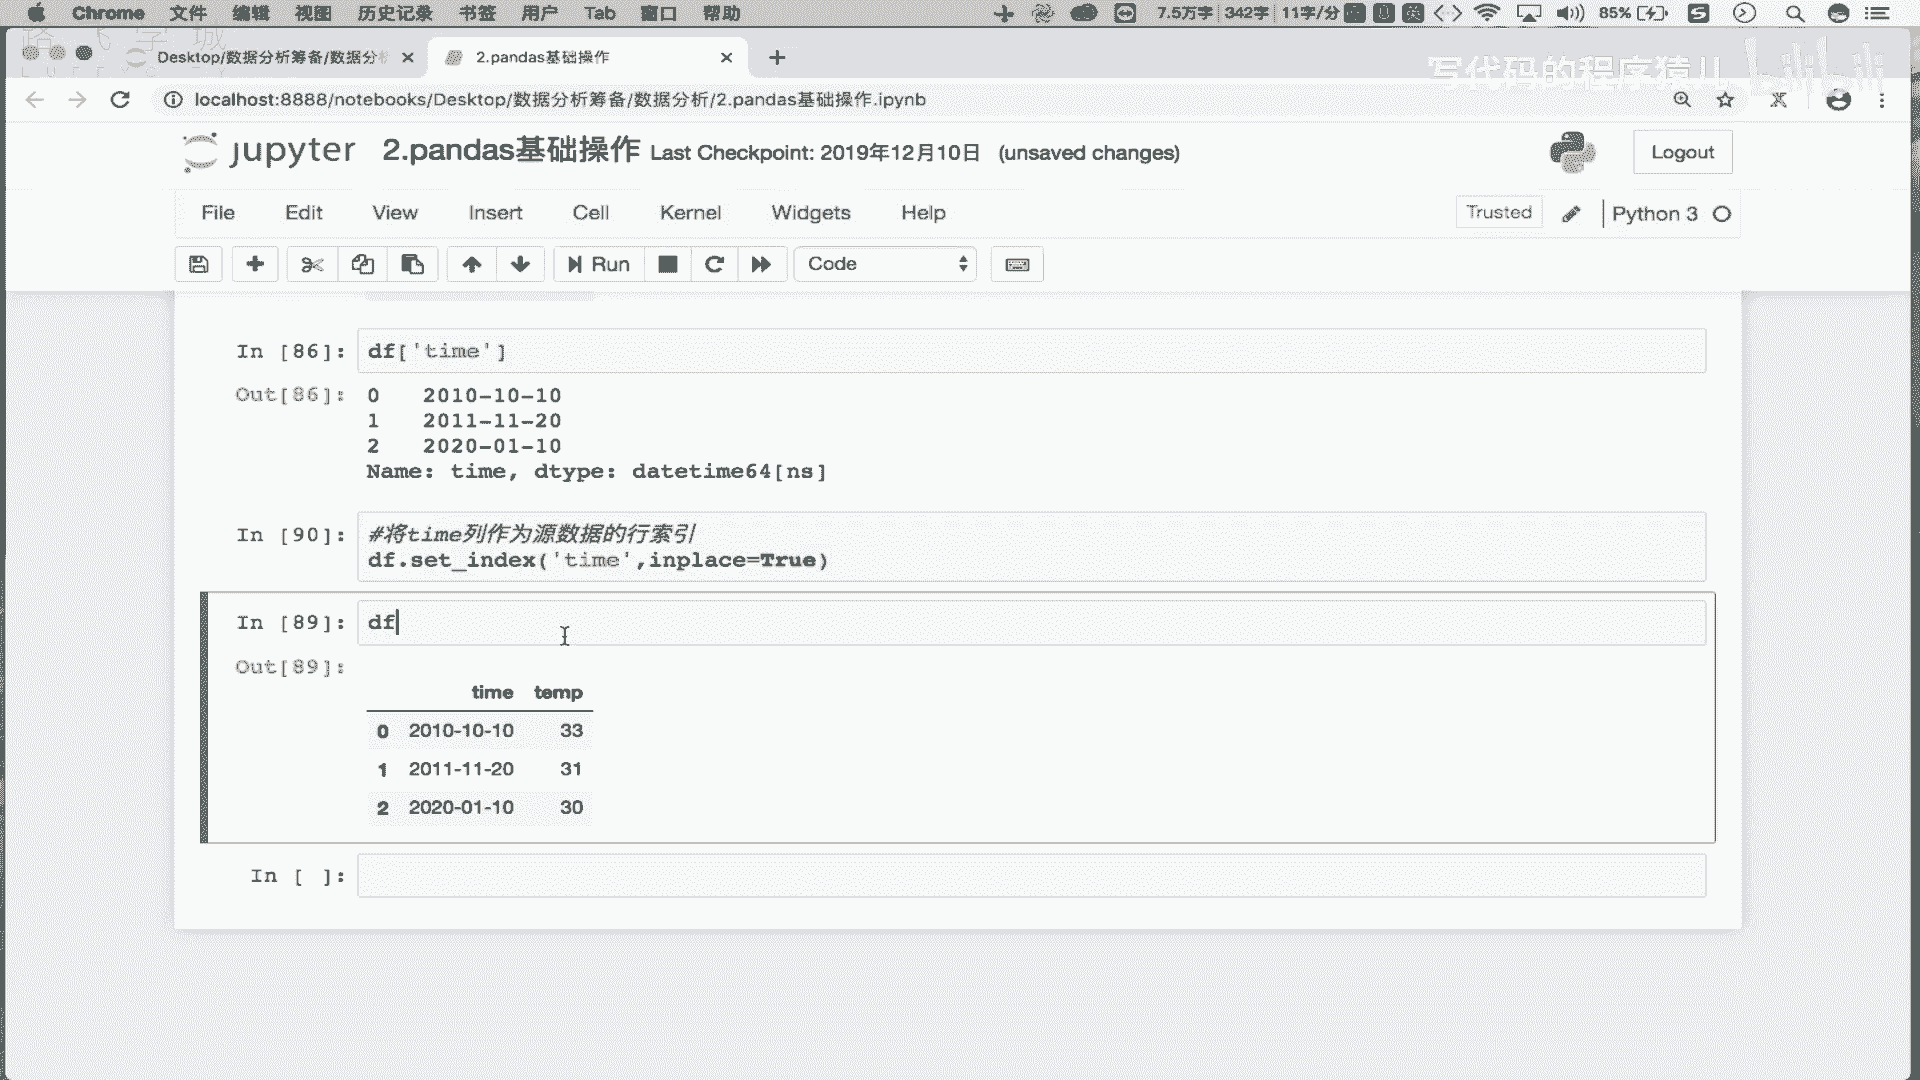 Chrome 文件 编辑 视图 历史记录 书签 用户 Tab 窗口 帮助 7.5万字 342字 11字/分 英 85%
Desktop/数据分析筹备/数据分析 2.pandas基础操作
写代码的程序猿儿 bilibili
localhost:8888/notebooks/Desktop/数据分析筹备/数据分析/2.pandas基础操作.ipynb
jupyter 2.pandas基础操作 Last Checkpoint: 2019年12月10日 (unsaved changes) Logout
File Edit View Insert Cell Kernel Widgets Help Trusted Python 3
Run Code
In [86]: df['time']
Out[86]: 0 2010-10-10
1 2011-11-20
2 2020-01-10
Name: time, dtype: datetime64[ns]
In [90]: #将time列作为源数据的行索引
df.set_index('time',inplace=True)
In [89]: df
Out[89]:
time temp
0 2010-10-10 33
1 2011-11-20 31
2 2020-01-10 30
In [ ]: